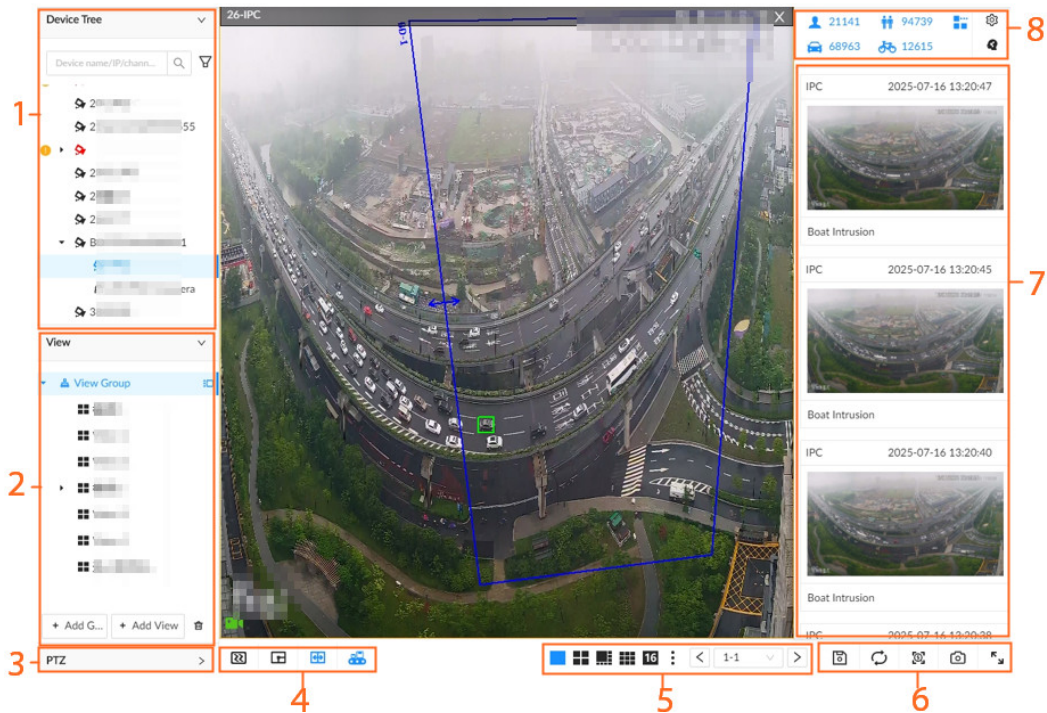 Device Tree
Device name/IP/chann...
2
2 55
2
2
2
B 1
era
3
View
View Group
+ Add G...
+ Add View
PTZ
26-IPC
UD-1
16
1-1
21141
94739
68963
12615
IPC 2025-07-16 13:20:47
Boat Intrusion
IPC 2025-07-16 13:20:45
Boat Intrusion
IPC 2025-07-16 13:20:40
Boat Intrusion
IPC 2025-07-16 13:20:38
1
2
3
4
5
6
7
8